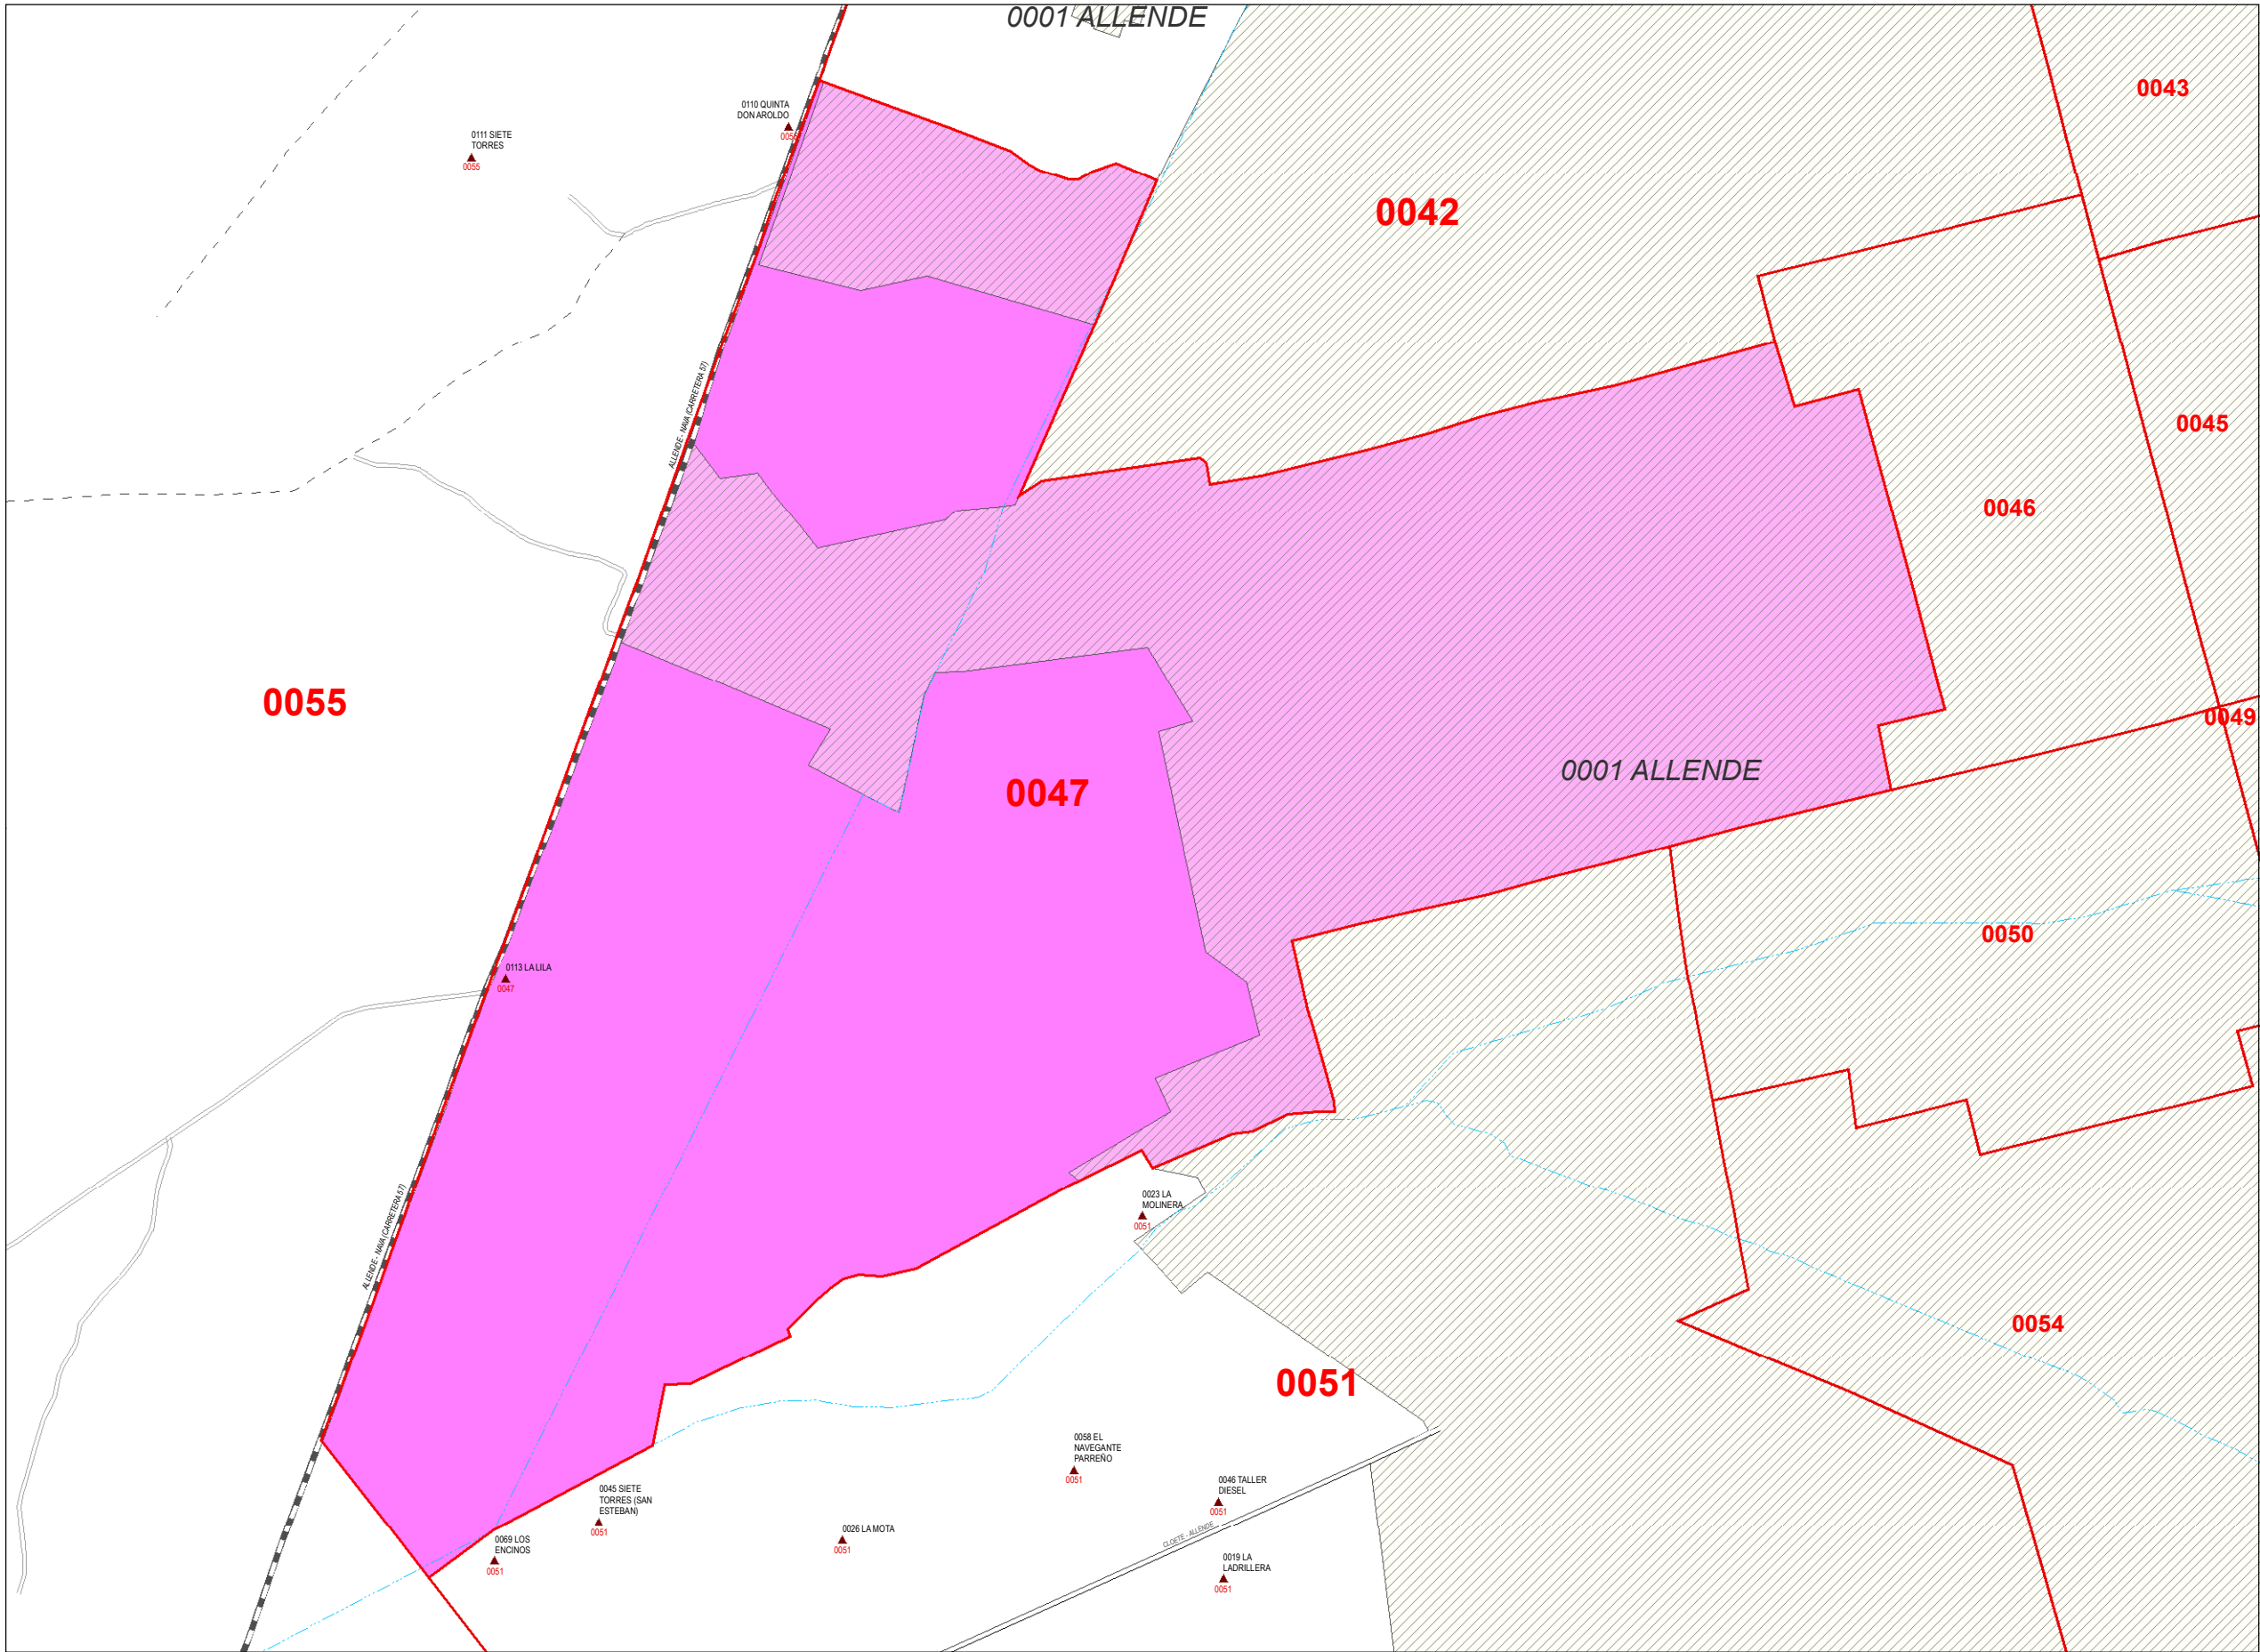 0001 ALLENDE
0043
0110 QUINTA
DON AROLDO
0055
0111 SIETE
TORRES
0055
0042
ALLENDE - NAVA (CARRETERA 57)
0045
0046
0055
0049
0047
0001 ALLENDE
0050
0113 LA LILA
0047
ALLENDE - NAVA (CARRETERA 57)
0023 LA
MOLINERA
0051
0054
0051
0058 EL
NAVEGANTE
PARREÑO
0051
0046 TALLER
DIESEL
0051
0045 SIETE
TORRES (SAN
ESTEBAN)
0051
0026 LA MOTA
0051
CLOETE - ALLENDE
0069 LOS
ENCINOS
0051
0019 LA
LADRILLERA
0051